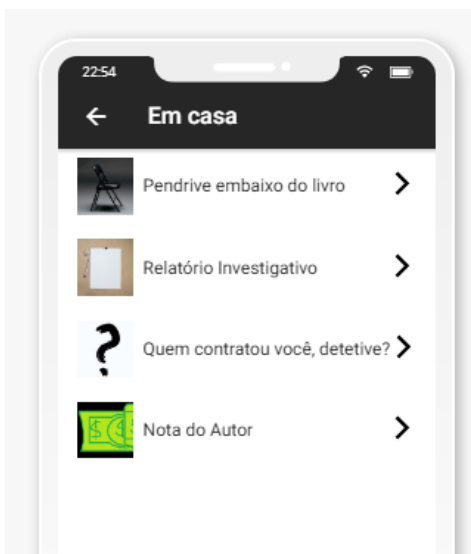 22:54
Em casa
Pendrive embaixo do livro
Relatório Investigativo
Quem contratou você, detetive?
Nota do Autor